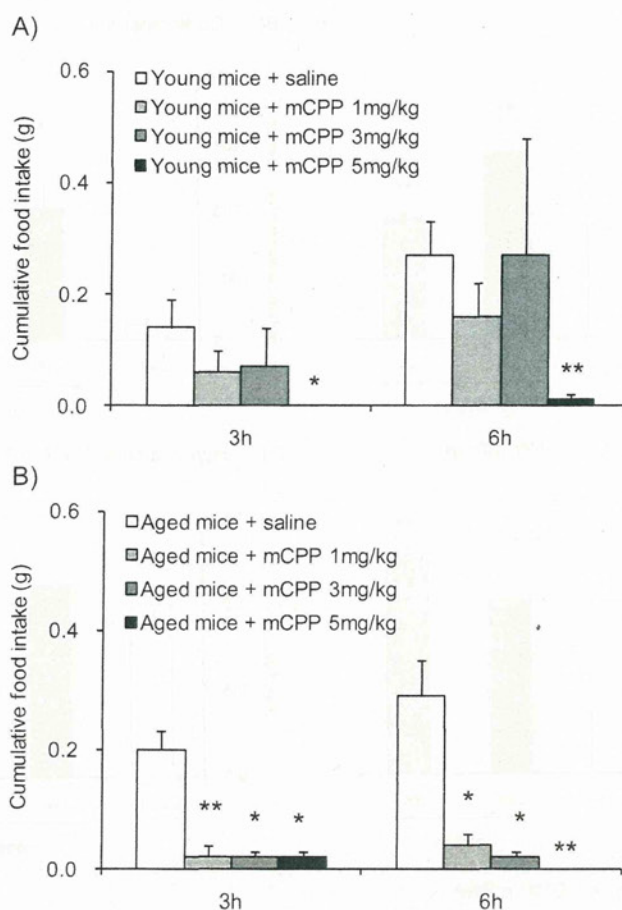 A)
Cumulative food intake (g)
0.6
0.4
0.2
0.0
Young mice + saline
Young mice + mCPP 1mg/kg
Young mice + mCPP 3mg/kg
Young mice + mCPP 5mg/kg
*
**
3h 6h
B)
Cumulative food intake (g)
0.6
0.4
0.2
0.0
Aged mice + saline
Aged mice + mCPP 1mg/kg
Aged mice + mCPP 3mg/kg
Aged mice + mCPP 5mg/kg
** * *
* * **
3h 6h